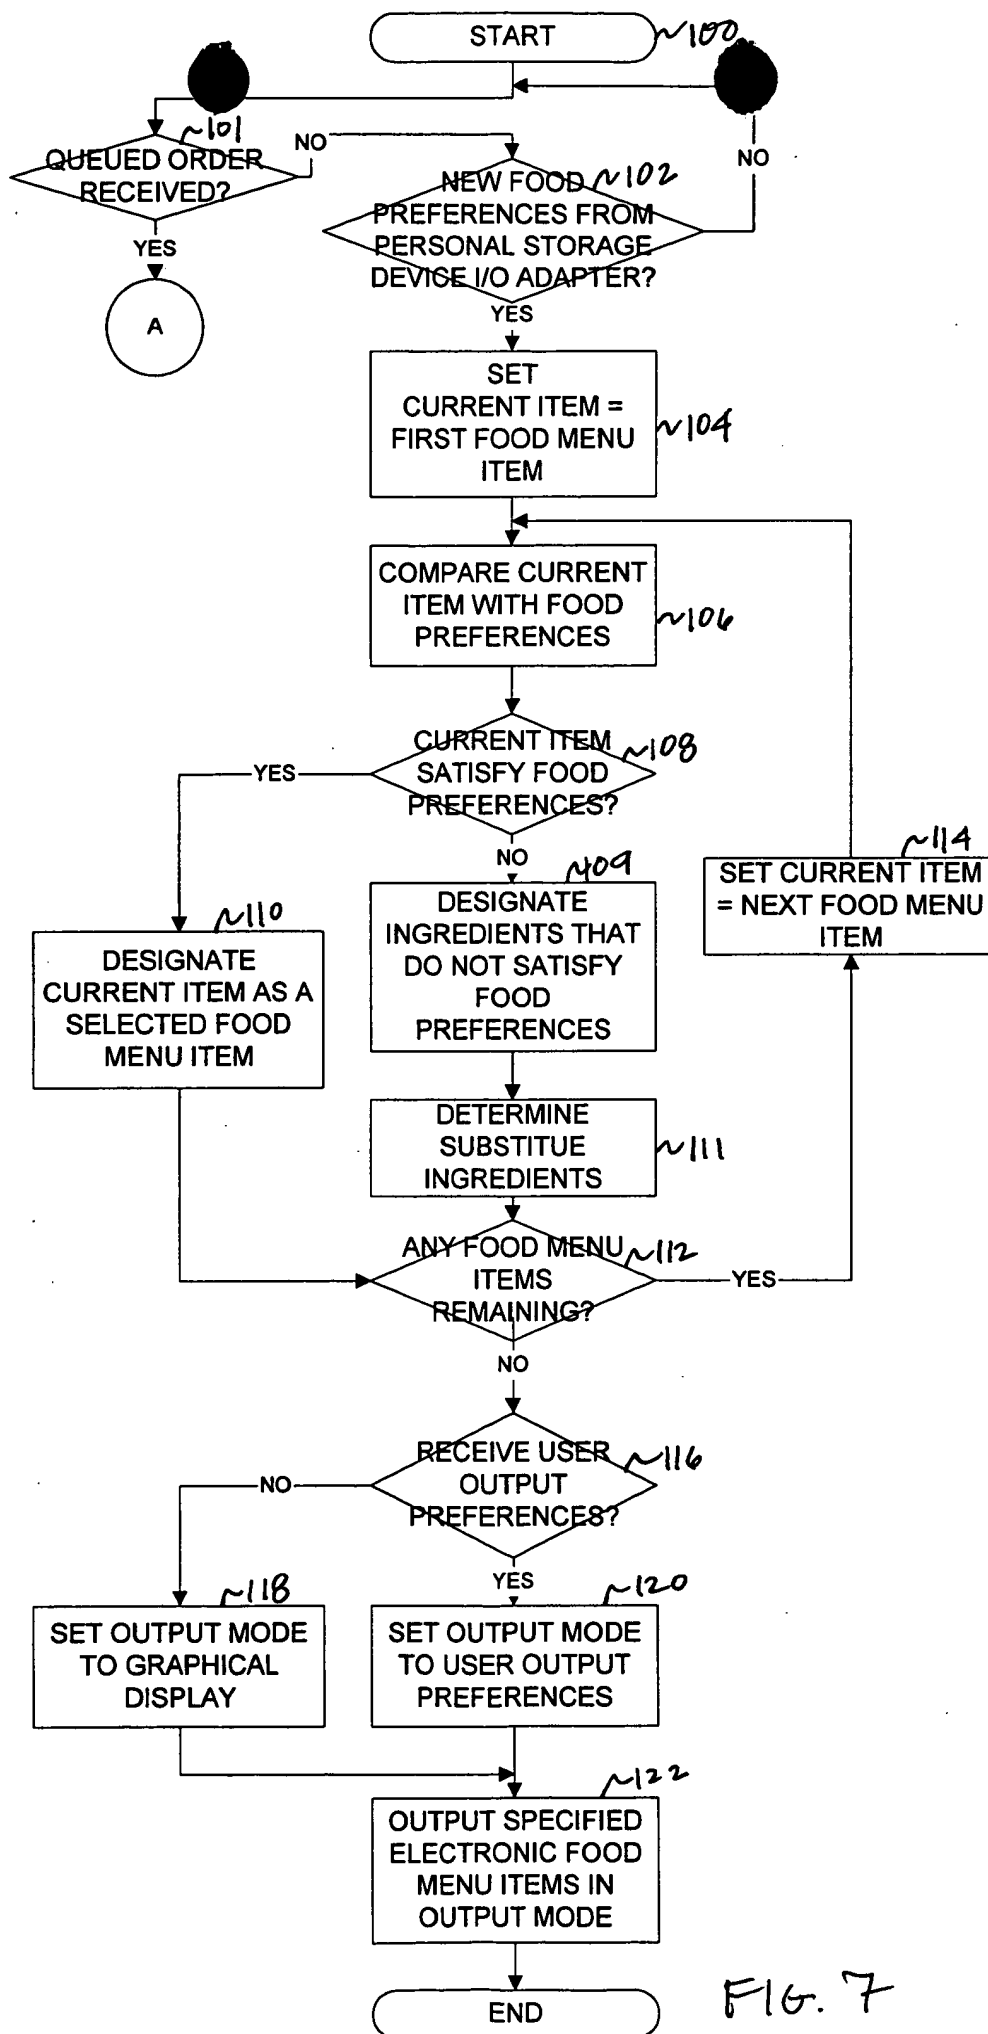 START
~100
~101
QUEUED ORDER
RECEIVED?
NO
YES
A
NEW FOOD ~102
PREFERENCES FROM
PERSONAL STORAGE
DEVICE I/O ADAPTER?
NO
YES
SET
CURRENT ITEM =
FIRST FOOD MENU
ITEM
~104
COMPARE CURRENT
ITEM WITH FOOD
PREFERENCES
~106
CURRENT ITEM
SATISFY FOOD
PREFERENCES?
~108
YES
NO
~110
DESIGNATE
CURRENT ITEM AS A
SELECTED FOOD
MENU ITEM
~109
DESIGNATE
INGREDIENTS THAT
DO NOT SATISFY
FOOD
PREFERENCES
~114
SET CURRENT ITEM
= NEXT FOOD MENU
ITEM
DETERMINE
SUBSTITUE
INGREDIENTS
~111
ANY FOOD MENU
ITEMS
REMAINING?
~112
YES
NO
RECEIVE USER
OUTPUT
PREFERENCES?
~116
NO
YES
~118
SET OUTPUT MODE
TO GRAPHICAL
DISPLAY
~120
SET OUTPUT MODE
TO USER OUTPUT
PREFERENCES
~122
OUTPUT SPECIFIED
ELECTRONIC FOOD
MENU ITEMS IN
OUTPUT MODE
END
FIG. 7